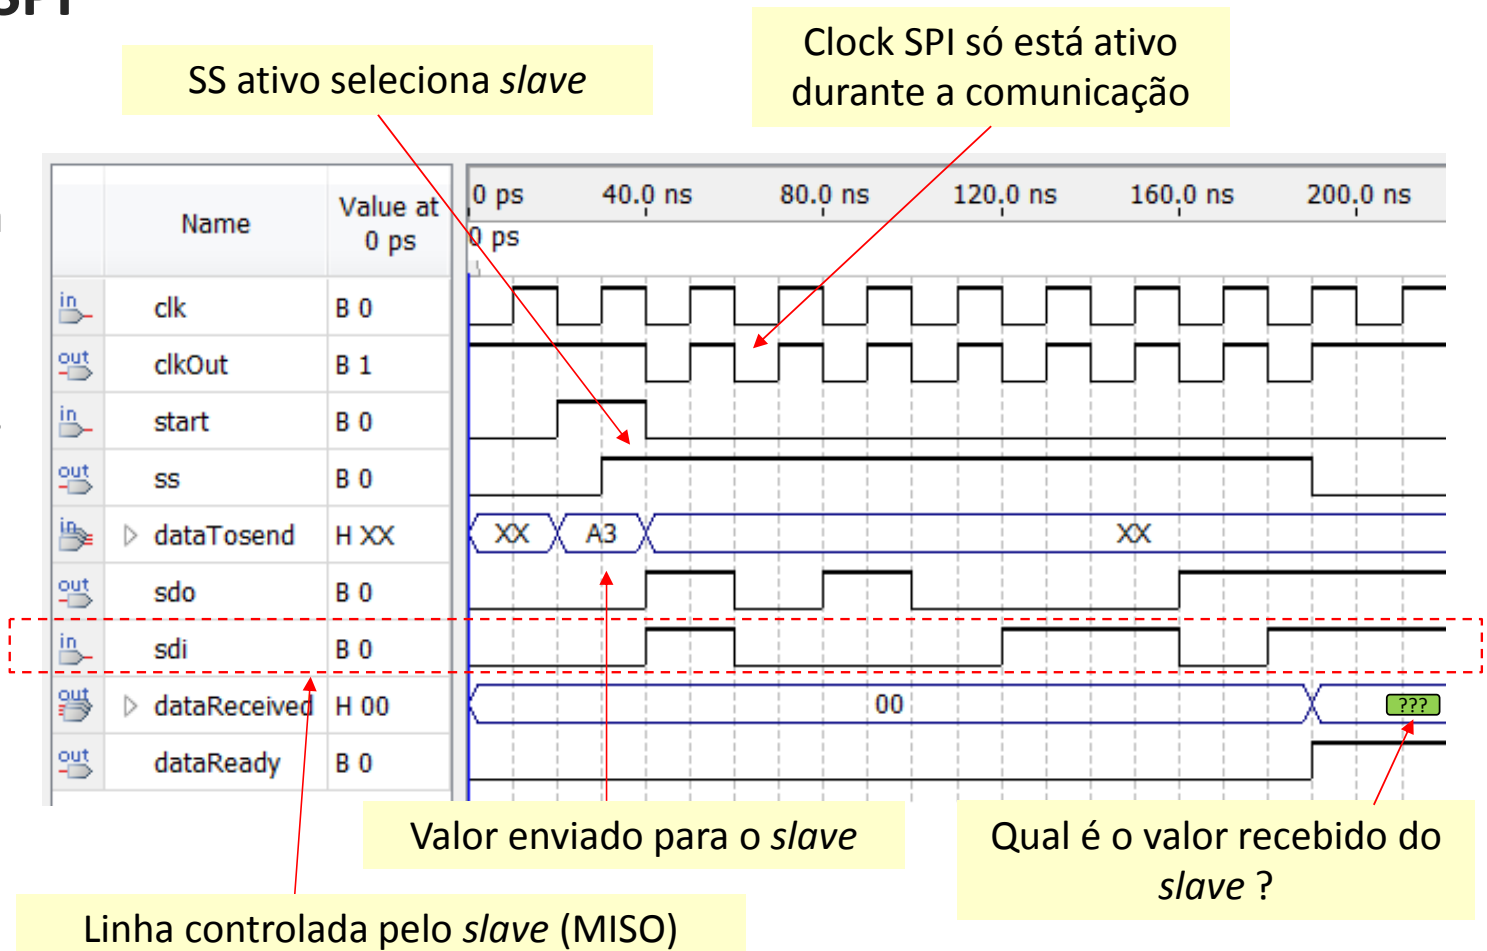 SPI
Clock SPI só está ativo
durante a comunicação
SS ativo seleciona slave
Name
Value at
0 ps
0 ps 40.0 ns 80.0 ns 120.0 ns 160.0 ns 200.0 ns
0 ps
in clk B 0
out clkOut B 1
in start B 0
out ss B 0
in dataTosend H XX XX A3 XX
out sdo B 0
in sdi B 0
out dataReceived H 00 00 ???
out dataReady B 0
Valor enviado para o slave
Qual é o valor recebido do
slave ?
Linha controlada pelo slave (MISO)